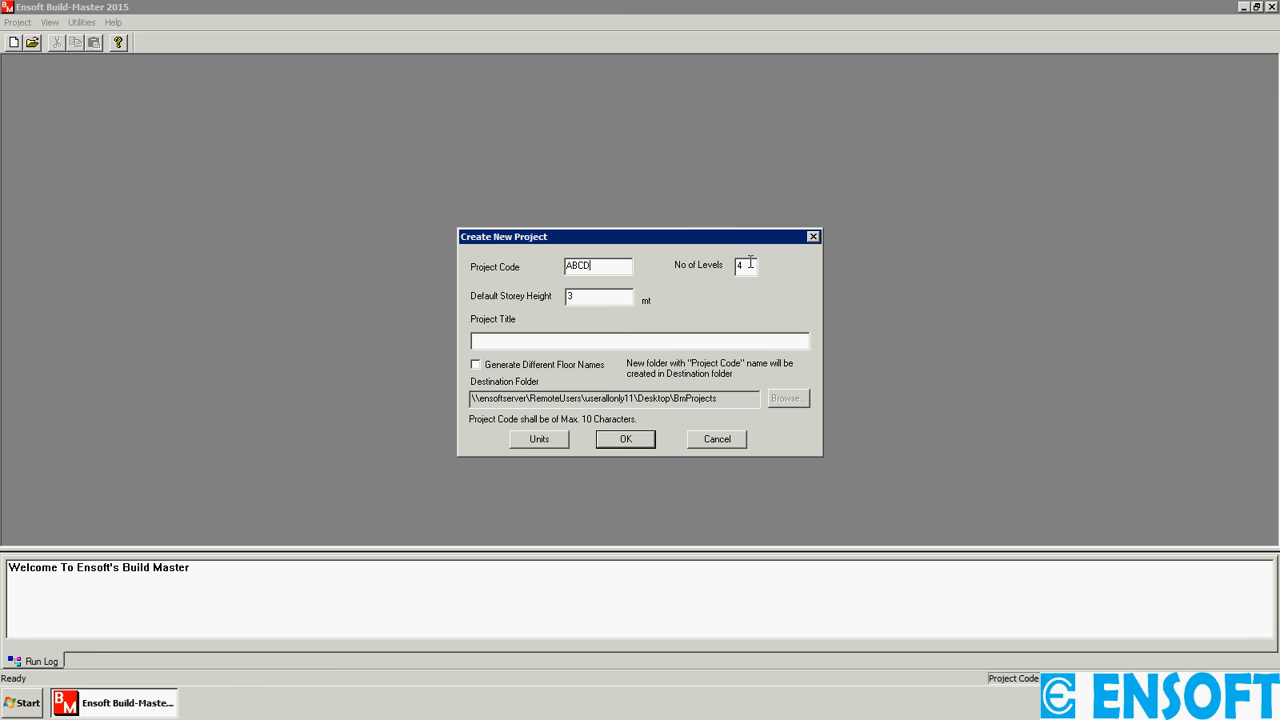 Ensoft Build-Master 2015
Project View Utilities Help
Create New Project
Project Code ABCD No of Levels 4
Default Storey Height 3 mt
Project Title
Generate Different Floor Names
New folder with "Project Code" name will be
created in Destination folder
Destination Folder
\\ensoftserver\RemoteUsers\userallonly11\Desktop\BmProjects Browse...
Project Code shall be of Max. 10 Characters.
Units OK Cancel
Welcome To Ensoft's Build Master
Run Log
Ready Project Code
Start BM Ensoft Build-Maste... ENSOFT